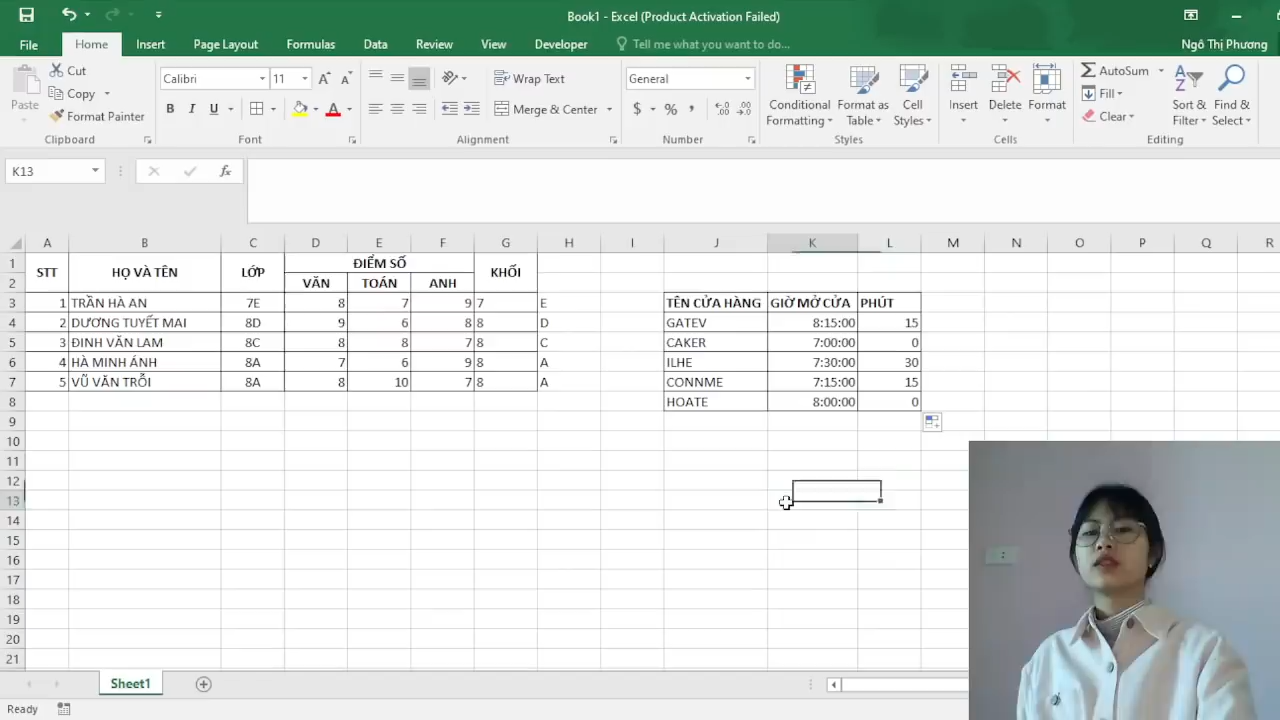 Book1 - Excel (Product Activation Failed)
File Home Insert Page Layout Formulas Data Review View Developer Tell me what you want to do... Ngô Thị Phương
Cut
Copy
Format Painter
Paste
Clipboard
Calibri 11
B I U
Font
Wrap Text
Merge & Center
Alignment
General
$ % ,
Number
Conditional Formatting
Format as Table
Cell Styles
Styles
Insert Delete Format
Cells
AutoSum
Fill
Clear
Sort & Filter
Find & Select
Editing
K13 fx
A B C D E F G H I J K L M N O P Q R
1 STT HỌ VÀ TÊN LỚP ĐIỂM SỐ KHỐI
2 VĂN TOÁN ANH
3 1 TRẦN HÀ AN 7E 8 7 9 7 E TÊN CỬA HÀNG GIỜ MỞ CỬA PHÚT
4 2 DƯƠNG TUYẾT MAI 8D 9 6 8 8 D GATEV 8:15:00 15
5 3 ĐINH VĂN LAM 8C 8 8 7 8 C CAKER 7:00:00 0
6 4 HÀ MINH ÁNH 8A 7 6 9 8 A ILHE 7:30:00 30
7 5 VŨ VĂN TRỖI 8A 8 10 7 8 A CONNME 7:15:00 15
8 HOATE 8:00:00 0
9
10
11
12
13
14
15
16
17
18
19
20
21
Sheet1
Ready